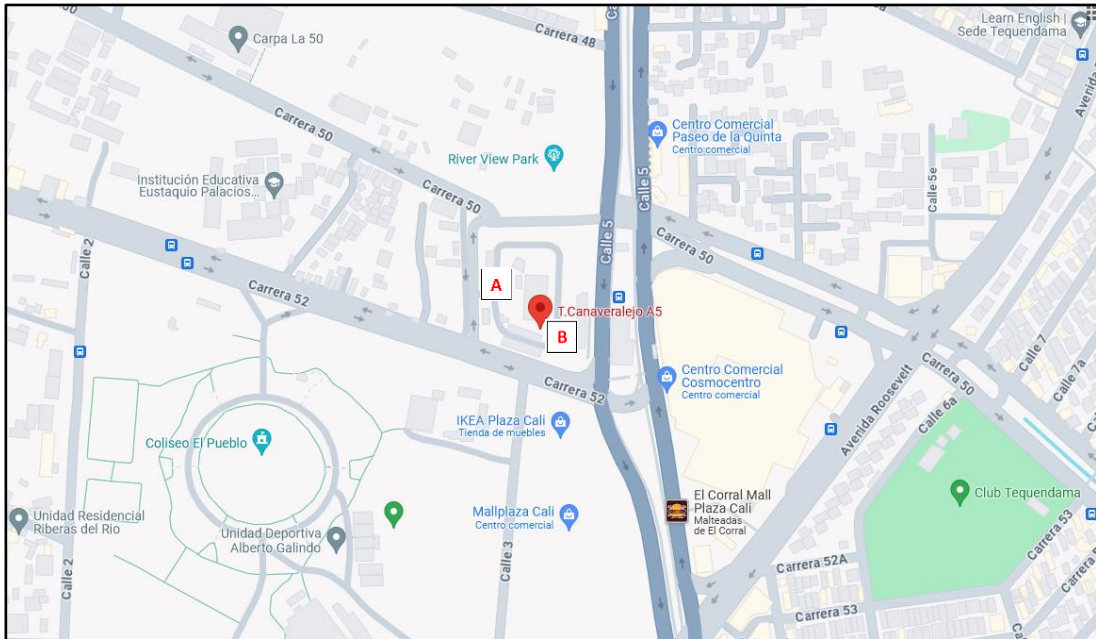 50
Carpa La 50
Carrera 48
Learn English |
Sede Tequendama
Carrera 50
Calle 5
Centro Comercial
Paseo de la Quinta
Centro comercial
River View Park
Institución Educativa
Eustaquio Palacios...
Carrera 50
Calle 5
Calle 5e
Calle 2
Calle 5
Carrera 50
A
Carrera 52
T.Canaveralejo A5
B
Calle 7
Calle 7a
Carrera 50
Centro Comercial
Cosmocentro
Centro comercial
Carrera 52
Avenida Roosevelt
Calle 6a
IKEA Plaza Cali
Tienda de muebles
Coliseo El Pueblo
El Corral Mall
Plaza Cali
Malteadas
de El Corral
Club Tequendama
Mallplaza Cali
Centro comercial
Unidad Residencial
Riberas del Rio
Unidad Deportiva
Alberto Galindo
Calle 2
Calle 3
Carrera 53
Carrera 52A
Carrera 53